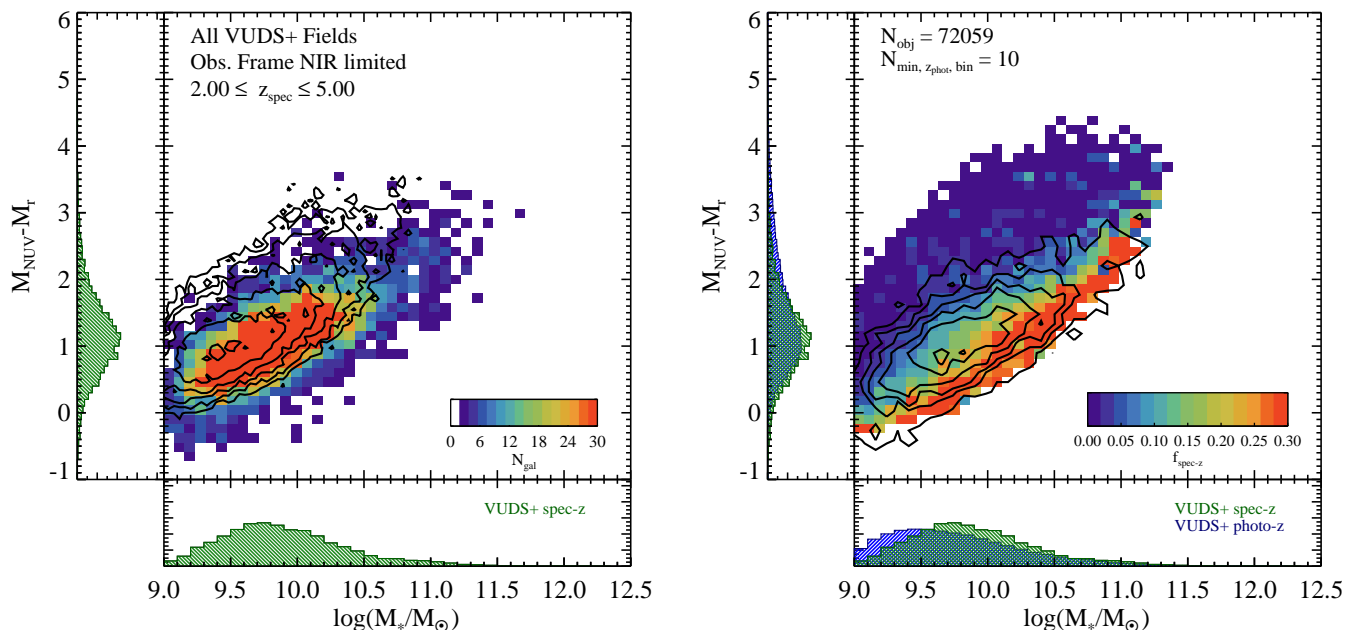 All VUDS+ Fields
Obs. Frame NIR limited
2.00 ≤ z_spec ≤ 5.00
6
5
4
3
2
1
0
-1
M_NUV-M_r
0 6 12 18 24 30
N_gal
VUDS+ spec-z
9.0 9.5 10.0 10.5 11.0 11.5 12.0 12.5
log(M_*/M_⊙)
N_obj = 72059
N_min, z_phot, bin = 10
6
5
4
3
2
1
0
-1
M_NUV-M_r
0.00 0.05 0.10 0.15 0.20 0.25 0.30
f_spec-z
VUDS+ spec-z
VUDS+ photo-z
9.0 9.5 10.0 10.5 11.0 11.5 12.0 12.5
log(M_*/M_⊙)